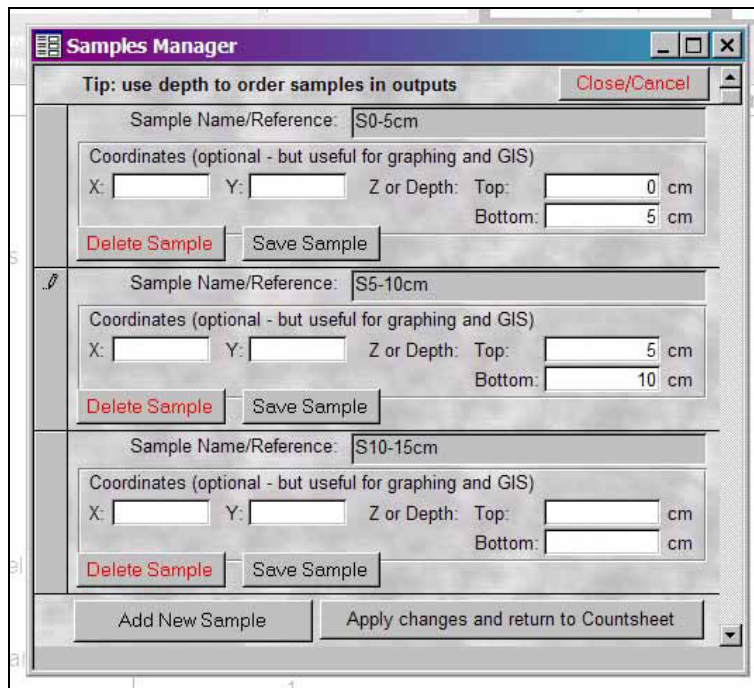 Samples Manager
Tip: use depth to order samples in outputs
Close/Cancel
Sample Name/Reference: S0-5cm
Coordinates (optional - but useful for graphing and GIS)
X: Y: Z or Depth: Top: 0 cm
Bottom: 5 cm
Delete Sample Save Sample
Sample Name/Reference: S5-10cm
Coordinates (optional - but useful for graphing and GIS)
X: Y: Z or Depth: Top: 5 cm
Bottom: 10 cm
Delete Sample Save Sample
Sample Name/Reference: S10-15cm
Coordinates (optional - but useful for graphing and GIS)
X: Y: Z or Depth: Top: cm
Bottom: cm
Delete Sample Save Sample
Add New Sample Apply changes and return to Countsheet